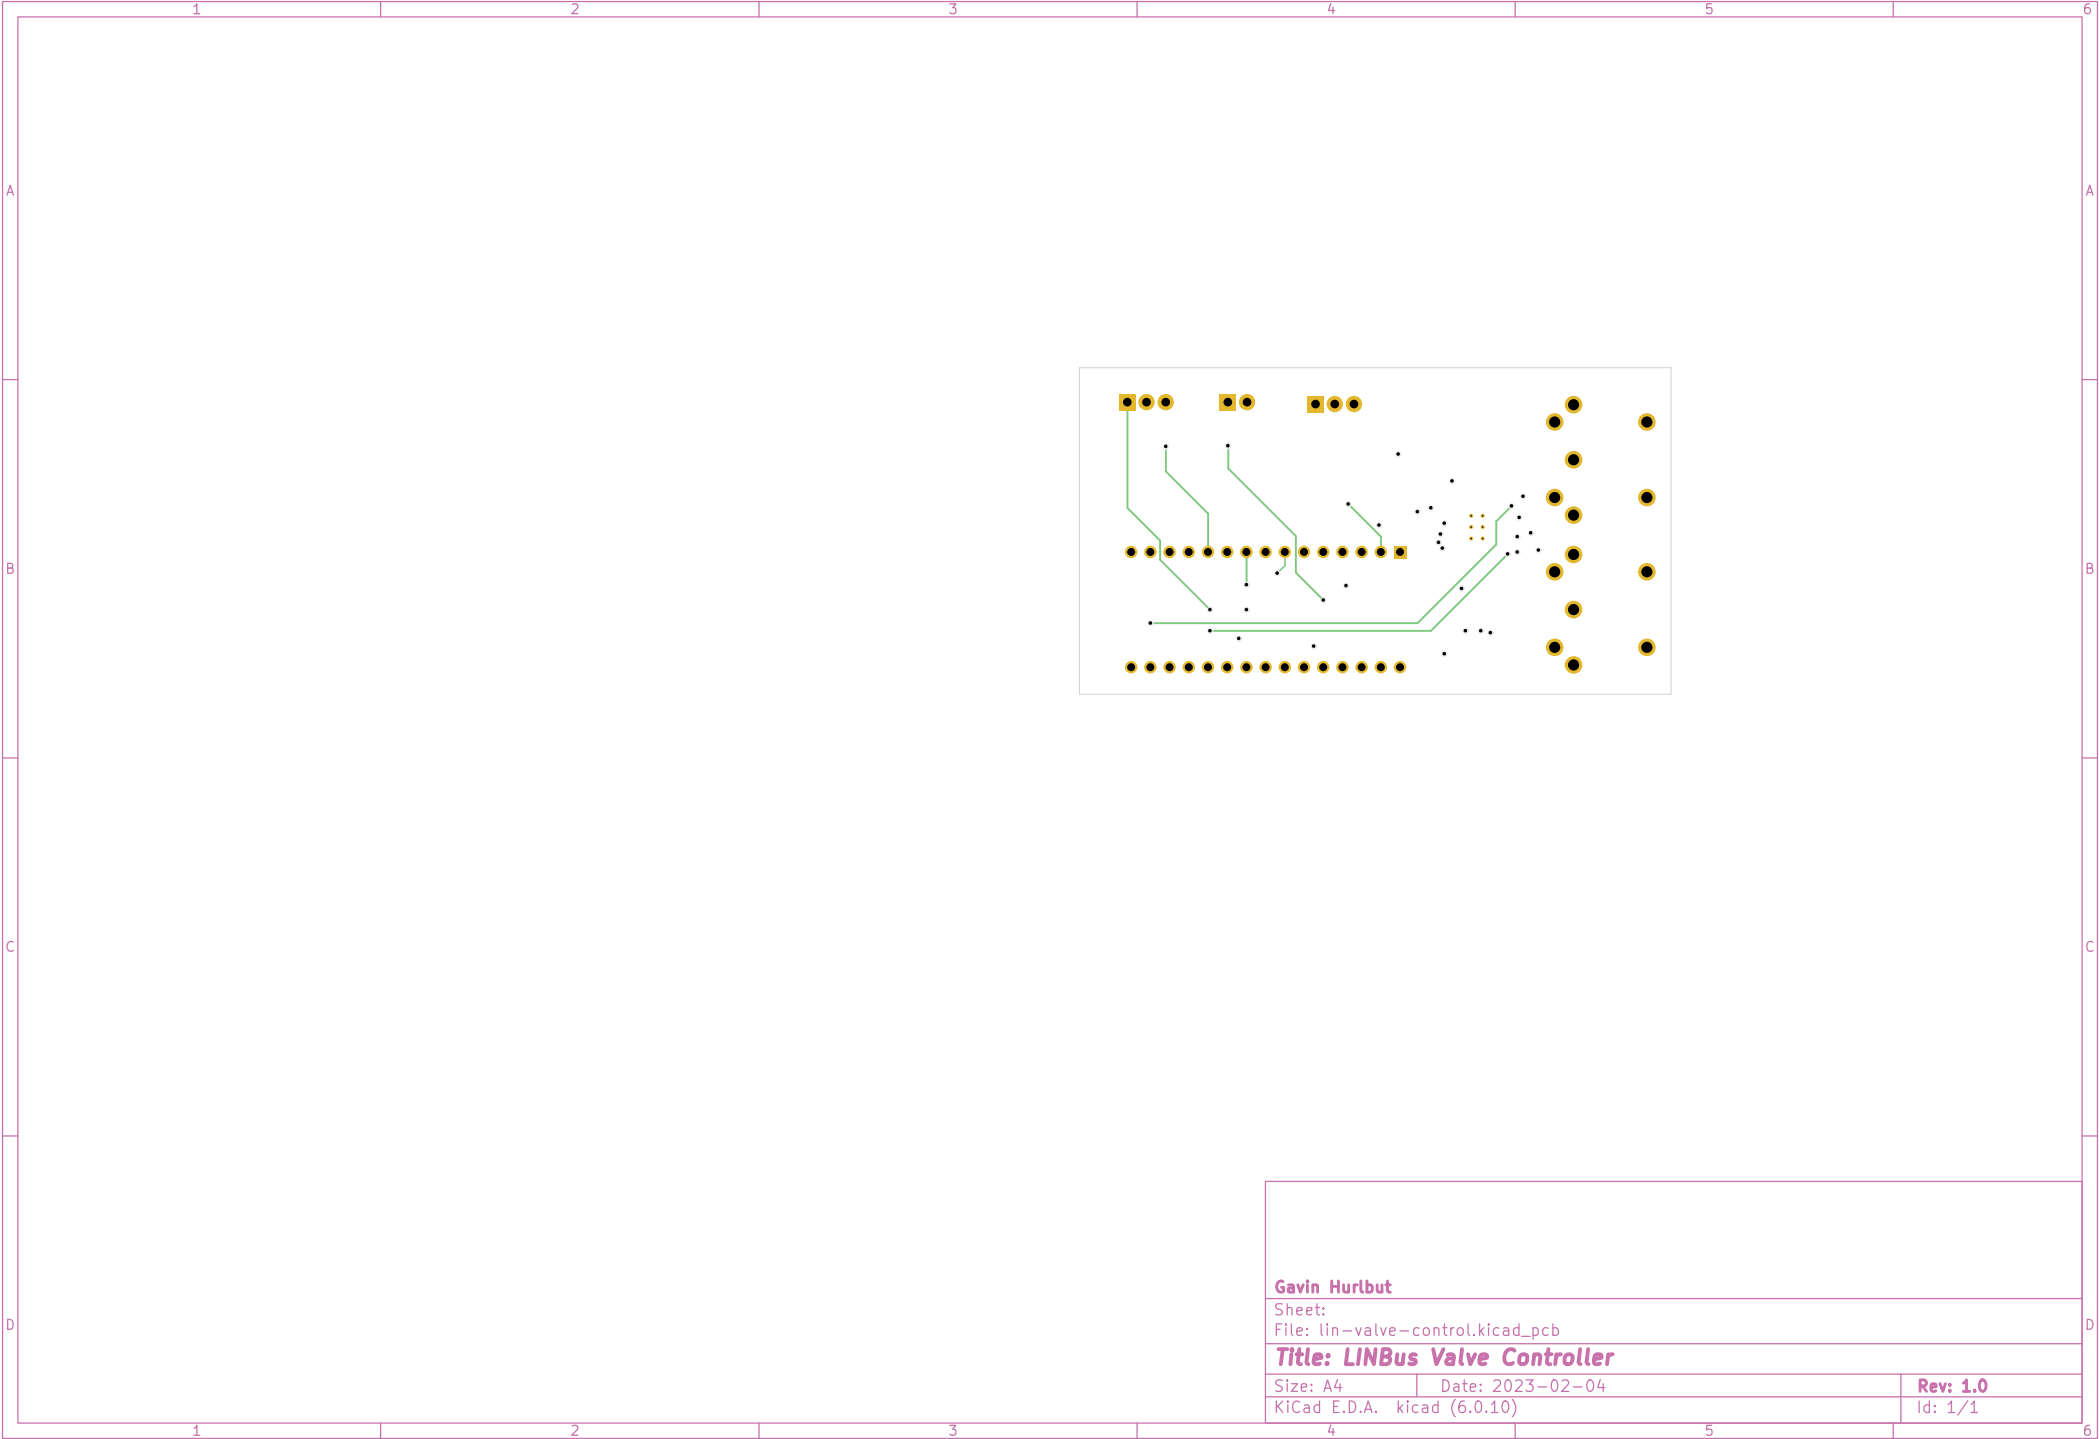 1 2 3 4 5 6
A A
B B
C C
Gavin Hurlbut
Sheet:
File: lin-valve-control.kicad_pcb
D D
Title: LINBus Valve Controller
Size: A4 Date: 2023-02-04 Rev: 1.0
KiCad E.D.A. kicad (6.0.10) Id: 1/1
1 2 3 4 5 6